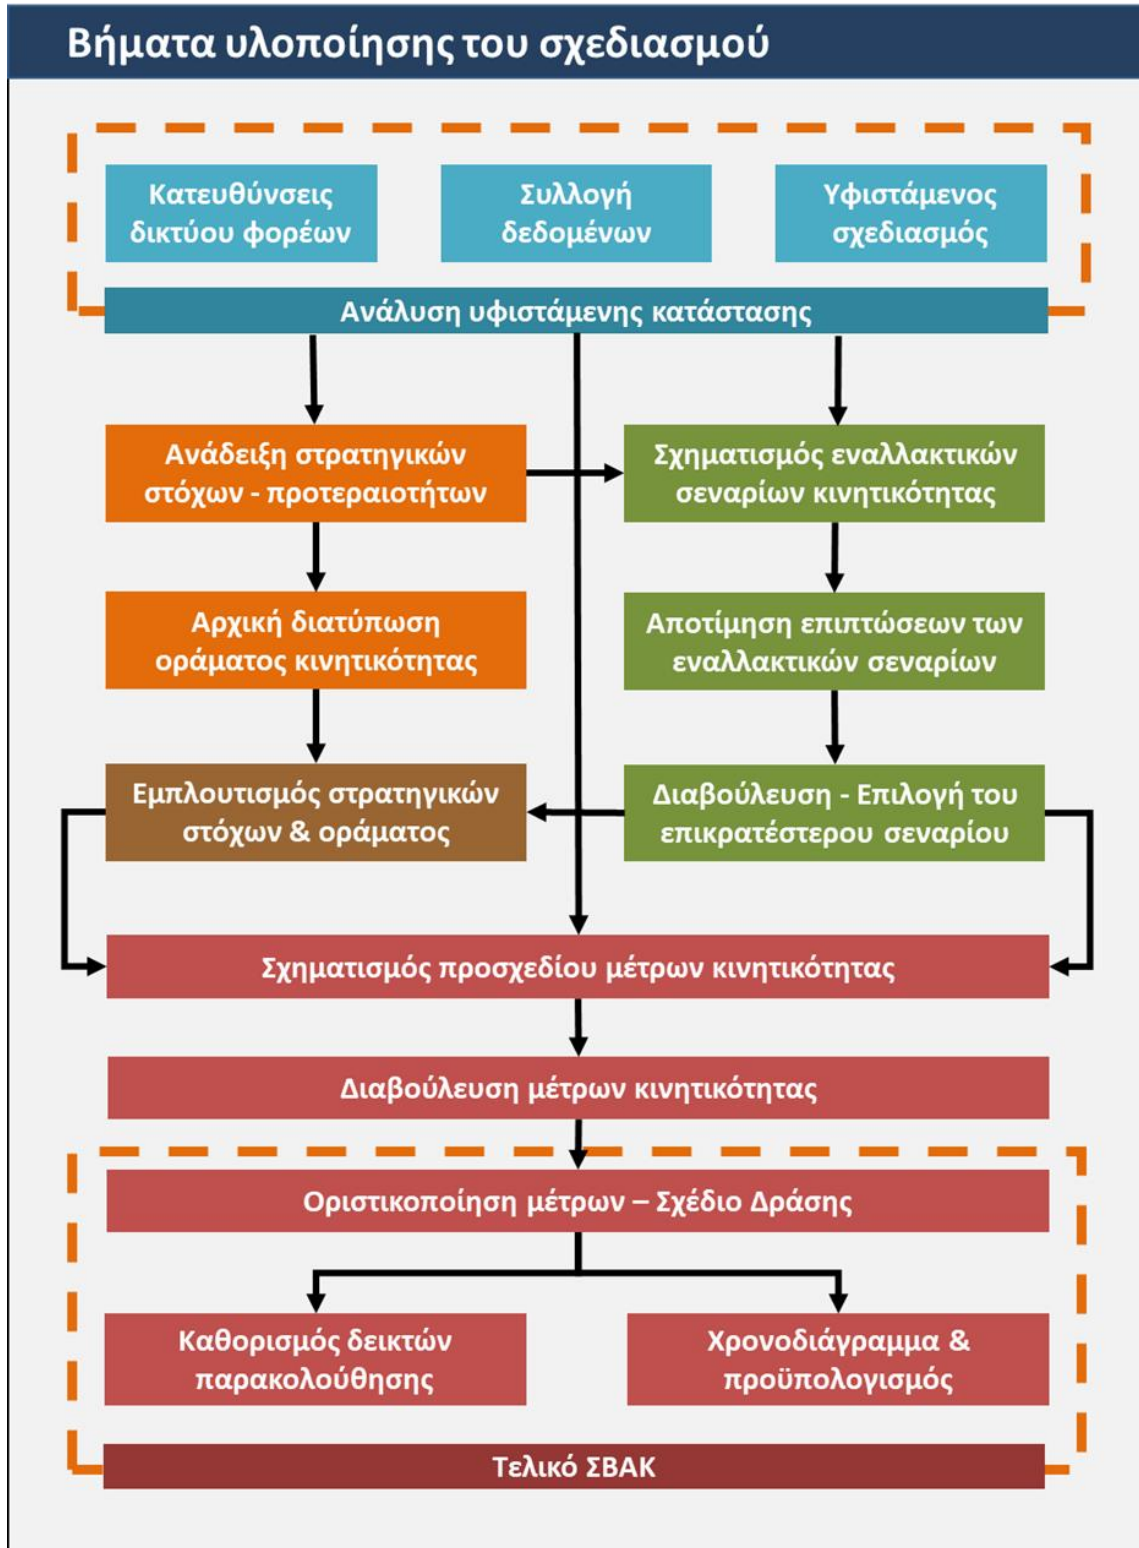 Βήματα υλοποίησης του σχεδιασμού
Κατευθύνσεις
δικτύου φορέων
Συλλογή
δεδομένων
Υφιστάμενος
σχεδιασμός
Ανάλυση υφιστάμενης κατάστασης
Ανάδειξη στρατηγικών
στόχων - προτεραιοτήτων
Σχηματισμός εναλλακτικών
σεναρίων κινητικότητας
Αρχική διατύπωση
οράματος κινητικότητας
Αποτίμηση επιπτώσεων των
εναλλακτικών σεναρίων
Εμπλουτισμός στρατηγικών
στόχων & οράματος
Διαβούλευση - Επιλογή του
επικρατέστερου σεναρίου
Σχηματισμός προσχεδίου μέτρων κινητικότητας
Διαβούλευση μέτρων κινητικότητας
Οριστικοποίηση μέτρων – Σχέδιο Δράσης
Καθορισμός δεικτών
παρακολούθησης
Χρονοδιάγραμμα &
προϋπολογισμός
Τελικό ΣΒΑΚ